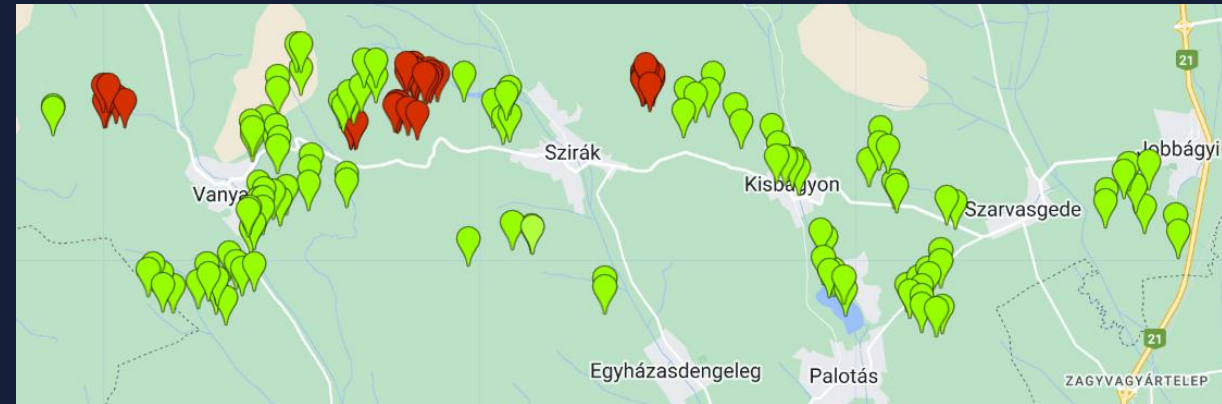 21
Jobbágyi
Szirák
Kisbágyon
Vanya
Szarvasgede
21
Egyházasdengeleg
Palotás
ZAGYVAGYÁRTELEP